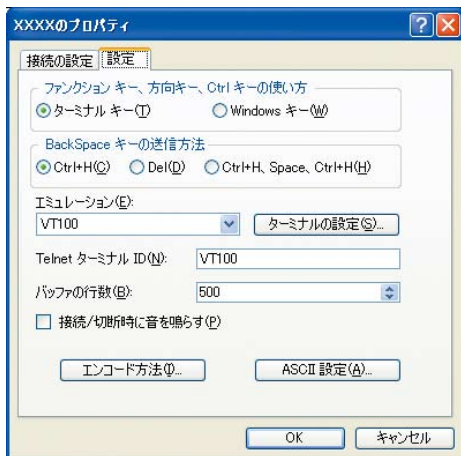 XXXXのプロパティ
接続の設定 設定
ファンクション キー、方向キー、Ctrl キーの使い方
ターミナル キー(T) Windows キー(W)
BackSpace キーの送信方法
Ctrl+H(C) Del(D) Ctrl+H、Space、Ctrl+H(H)
エミュレーション(E):
VT100 ターミナルの設定(S)...
Telnet ターミナル ID(N): VT100
バッファの行数(B): 500
接続/切断時に音を鳴らす(P)
エンコード方法(I)... ASCII 設定(A)...
OK キャンセル